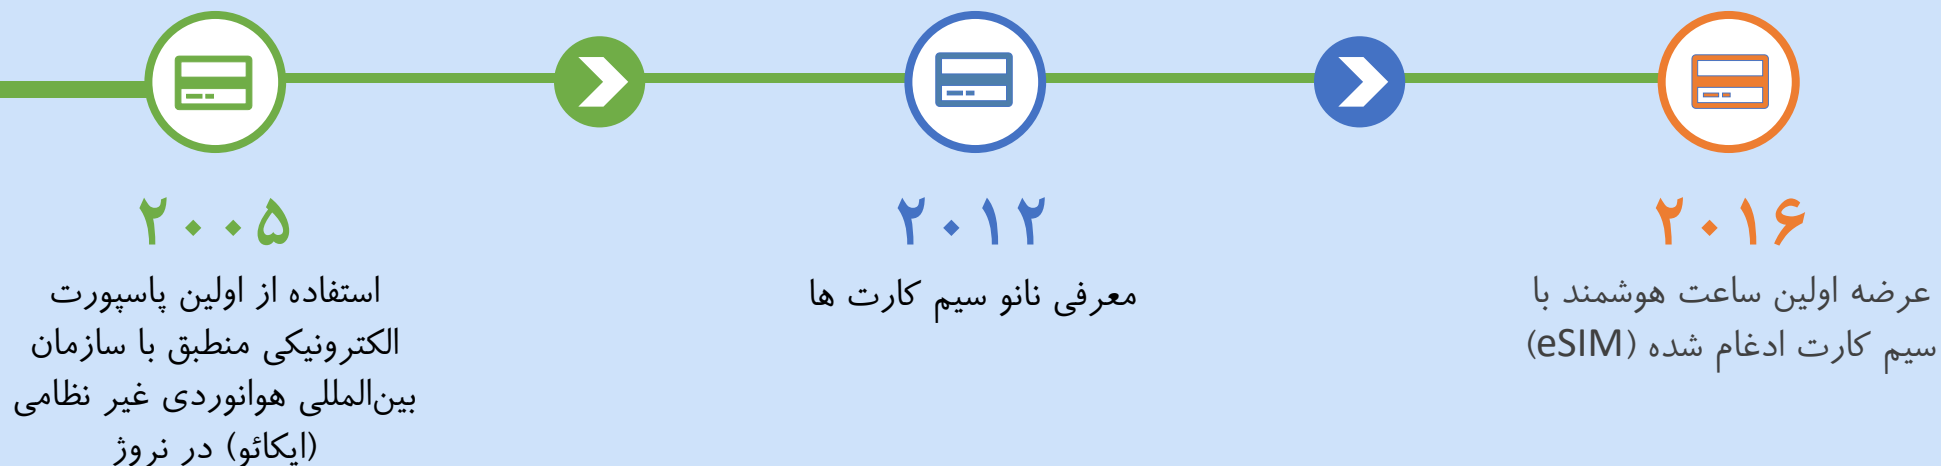 ۲۰۰۵
استفاده از اولین پاسپورت
الکترونیکی منطبق با سازمان
بین‌المللی هوانوردی غیر نظامی
(ایکائو) در نروژ
۲۰۱۲
معرفی نانو سیم کارت ها
۲۰۱۶
عرضه اولین ساعت هوشمند با
سیم کارت ادغام شده (eSIM)